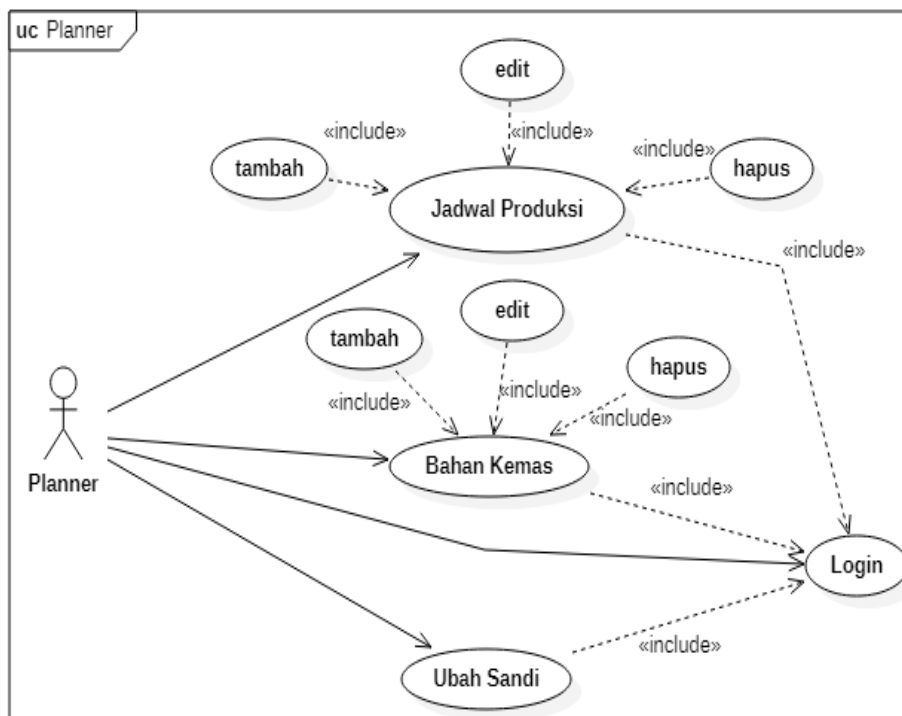 uc Planner
edit
«include»
«include»
tambah
«include»
hapus
Jadwal Produksi
«include»
edit
tambah
hapus
«include»
«include»
«include»
Bahan Kemas
Planner
«include»
Login
«include»
Ubah Sandi